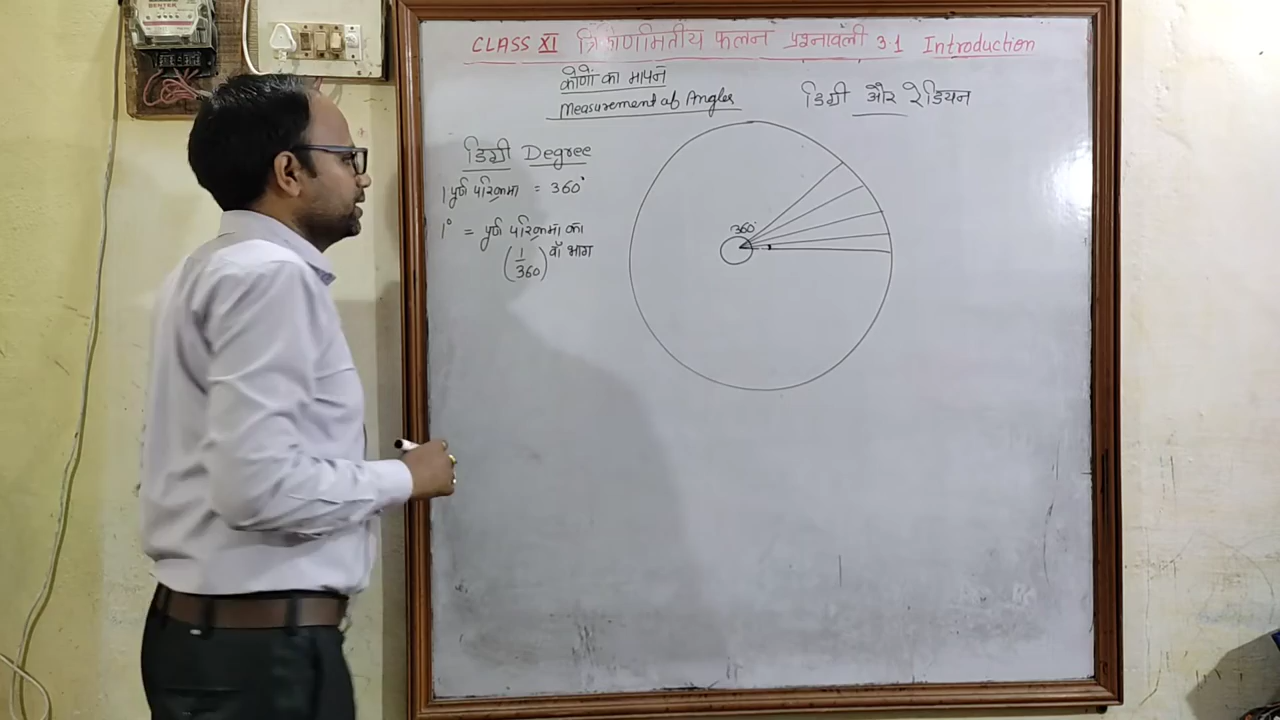 CLASS XI त्रिकोणमितीय फलन प्रश्नावली 3.1 Introduction
कोणों का मापन
Measurement of Angles
डिग्री और रेडियन
डिग्री Degree
1 पूर्ण परिक्रमा = 360°
1° = पूर्ण परिक्रमा का
(1/360) वाँ भाग
360°